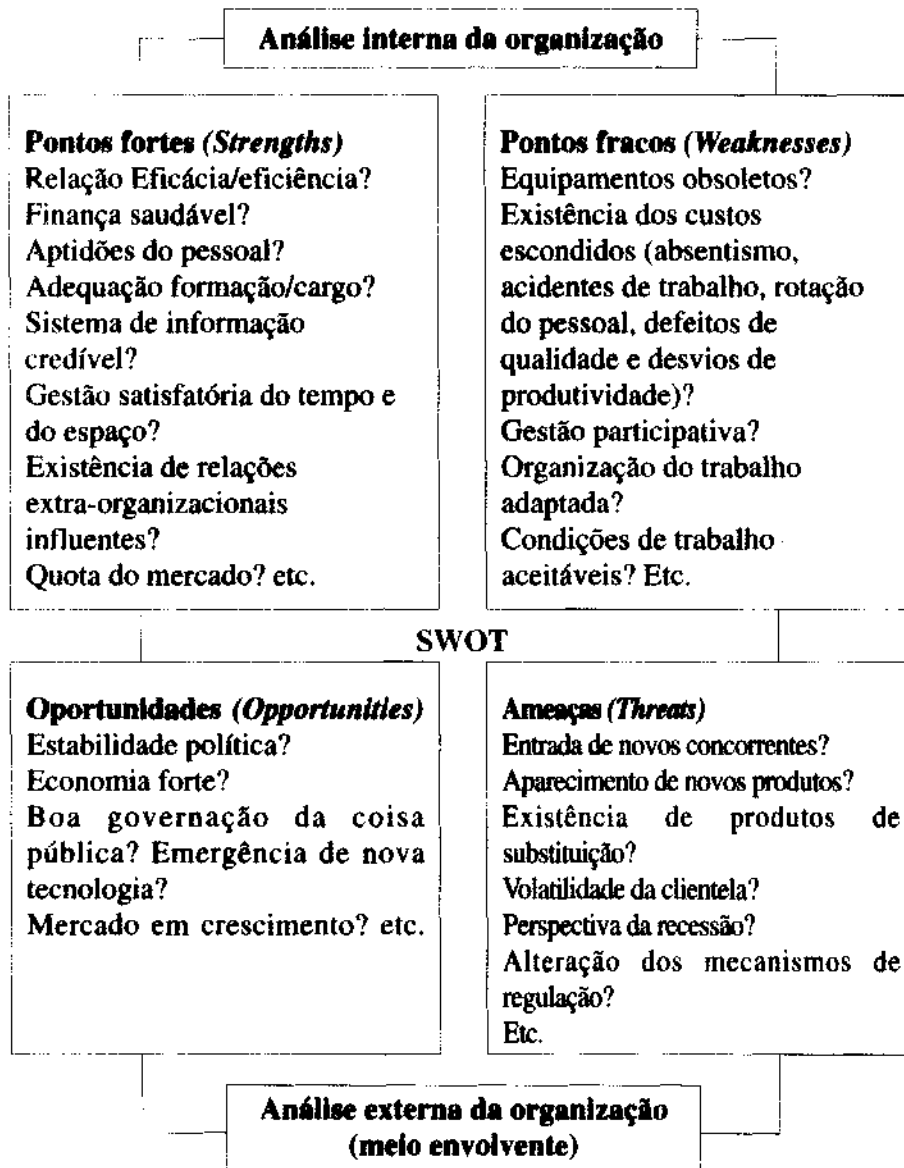 Análise interna da organização
Pontos fortes (Strengths)
Relação Eficácia/eficiência?
Finança saudável?
Aptidões do pessoal?
Adequação formação/cargo?
Sistema de informação
credível?
Gestão satisfatória do tempo e
do espaço?
Existência de relações
extra-organizacionais
influentes?
Quota do mercado? etc.
Pontos fracos (Weaknesses)
Equipamentos obsoletos?
Existência dos custos
escondidos (absentismo,
acidentes de trabalho, rotação
do pessoal, defeitos de
qualidade e desvios de
produtividade)?
Gestão participativa?
Organização do trabalho
adaptada?
Condições de trabalho
aceitáveis? Etc.
SWOT
Oportunidades (Opportunities)
Estabilidade política?
Economia forte?
Boa governação da coisa
pública? Emergência de nova
tecnologia?
Mercado em crescimento? etc.
Ameaças (Threats)
Entrada de novos concorrentes?
Aparecimento de novos produtos?
Existência de produtos de
substituição?
Volatilidade da clientela?
Perspectiva da recessão?
Alteração dos mecanismos de
regulação?
Etc.
Análise externa da organização
(meio envolvente)